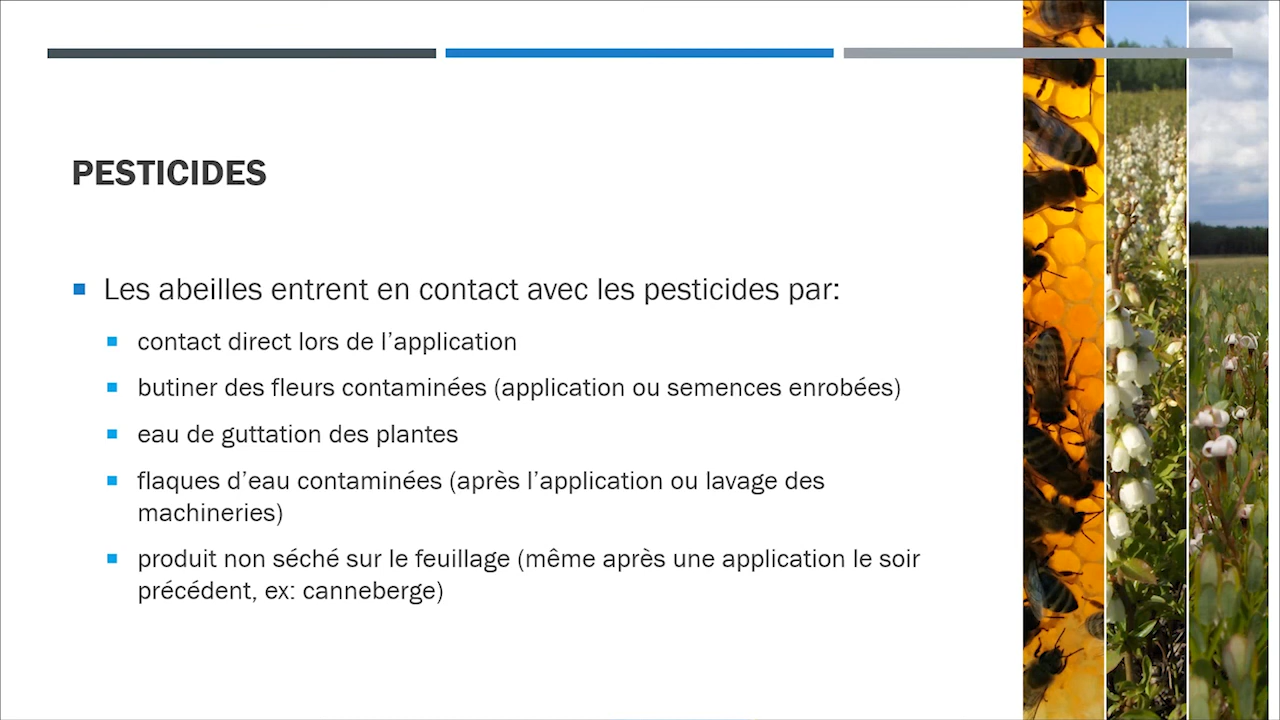 PESTICIDES
Les abeilles entrent en contact avec les pesticides par:
contact direct lors de l’application
butiner des fleurs contaminées (application ou semences enrobées)
eau de guttation des plantes
flaques d’eau contaminées (après l’application ou lavage des
machineries)
produit non séché sur le feuillage (même après une application le soir
précédent, ex: canneberge)